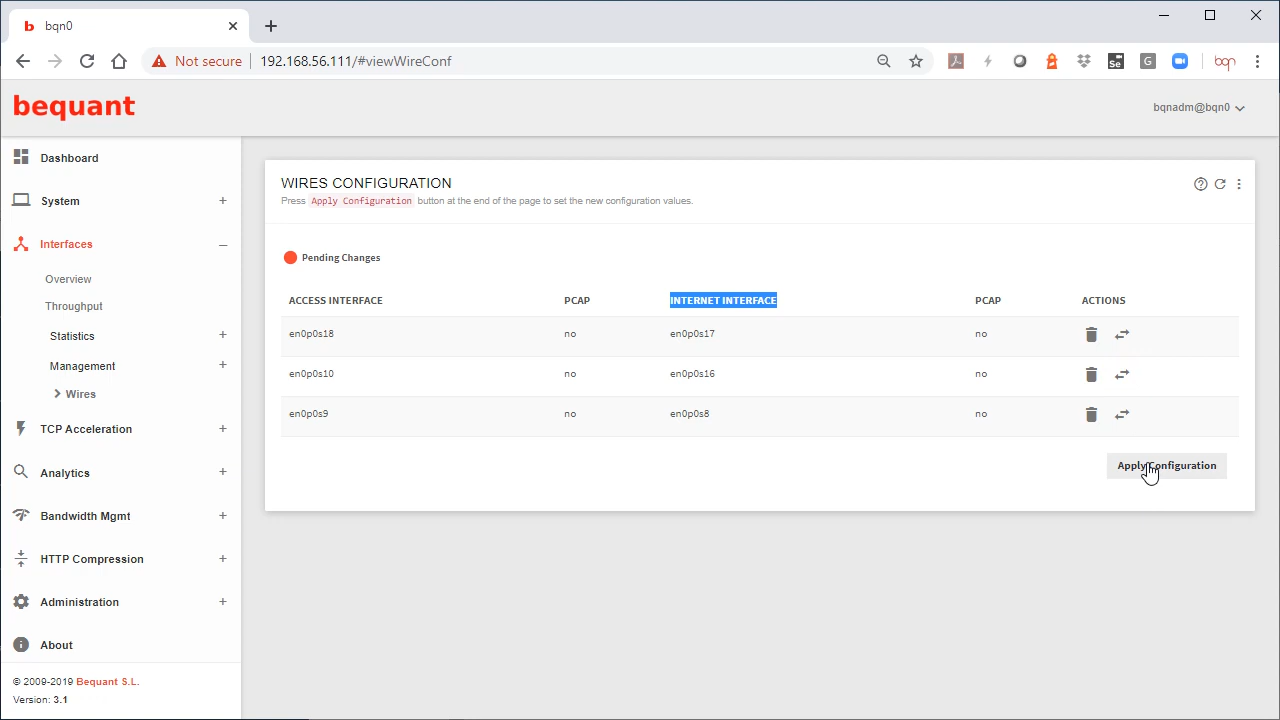 bqn0
Not secure 192.168.56.111/#viewWireConf
Se G bqn
bequant
bqnadm@bqn0
Dashboard
System +
Interfaces –
Overview
Throughput
Statistics +
Management +
Wires
TCP Acceleration +
Analytics +
Bandwidth Mgmt +
HTTP Compression +
Administration +
About
© 2009-2019 Bequant S.L.
Version: 3.1
WIRES CONFIGURATION
Press Apply Configuration button at the end of the page to set the new configuration values.
Pending Changes
ACCESS INTERFACE PCAP INTERNET INTERFACE PCAP ACTIONS
en0p0s18 no en0p0s17 no
en0p0s10 no en0p0s16 no
en0p0s9 no en0p0s8 no
Apply Configuration